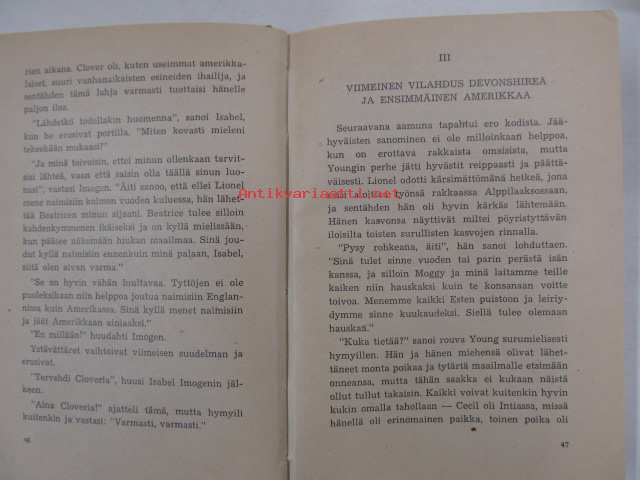 rien aikana. Clover oli, kuten useimmat amerikka-
laiset, suuri vanhanaikaisten esineiden ihailija, ja
sentähden tämä lahja varmasti tuottaisi hänelle
paljon iloa.
"Lähdetkö todellakin huomenna", sanoi Isabel,
kun he erosivat portilla. "Miten kovasti mieleni
tekeekään mukaasi!"
"Ja minä toivoisin, ettei minun ollenkaan tarvit-
sisi lähteä, vaan että saisin olla täällä sinun luo-
nasi", vastasi Imogen. "Äiti sanoo, että ellei Lionel
mene naimisiin kolmen vuoden kuluessa, hän lähet-
tää Beatricen minun sijaani. Beatrice tulee silloin
kahdenkymmenen ikäiseksi ja on kyllä mielissään,
kun pääsee näkemään hiukan maailmaa. Sinä jou-
dut kyllä naimisiin ennenkuin minä palaan, Isabel,
siitä olen aivan varma."
"Se on hyvin vähän luultavaa. Tyttöjen ei ole
puoleksikaan niin helppoa joutua naimisiin Englan-
nissa kuin Amerikassa. Sinä kyllä menet naimisiin
ja jäät Amerikkaan ainiaaksi."
"En milloin!" huudahti Imogen.
Ystävättäret vaihtoivat viimeisen suudelman ja
erosivat.
"Tervehdi Cloveria", huusi Isabel Imogenin jäl-
keen.
"Aina Cloveria!" ajatteli tämä, mutta hymyili
kuitenkin ja vastasi: "Varmasti, varmasti."
46
III
VIIMEINEN VILAHDUS DEVONSHIREA
JA ENSIMMÄINEN AMERIKKAA
Seuraavana aamuna tapahtui ero kodista. Jää-
hyväisten sanominen ei ole milloinkaan helppoa,
kun on erottava rakkaista omaisista, mutta
Youngin perhe jätti hyvästit reippaasti ja päättä-
väisesti. Lionel odotti kärsimättömänä hetkeä, jona
saisi aloittaa työnsä rakkaassa Alppilaaksossaan,
ja sentähden hän oli hyvin kärkäs lähtemään.
Hänen kasvonsa näyttivät miltei pöyristyttävän
iloisilta toisten surullisten kasvojen rinnalla.
"Pysy rohkeana, äiti", hän sanoi lohduttaen.
"Sinä tulet sinne vuoden tai parin perästä isän
kanssa, ja silloin Moggy ja minä laitamme teille
kaiken niin hauskaksi kuin te konsanaan voitte
toivoa. Menemme kaikki Esten puistoon ja leiriy-
dymme sinne kuukaudeksi. Siellä tulee olemaan
hauskaa."
"Kuka tietää?" sanoi rouva Young surumielisesti
hymyillen. Hän ja hänen miehensä olivat lähet-
täneet monta poikaa ja tytärtä maailmalle etsimään
onneansa, mutta tähän saakka ei kukaan näistä
ollut tullut takaisin. Kaikki voivat kuitenkin hyvin
kukin omalla tahollaan — Cecil oli Intiassa, missä
hänellä oli erinomainen paikka, toinen poika oli
47
Antikvariaatti.net